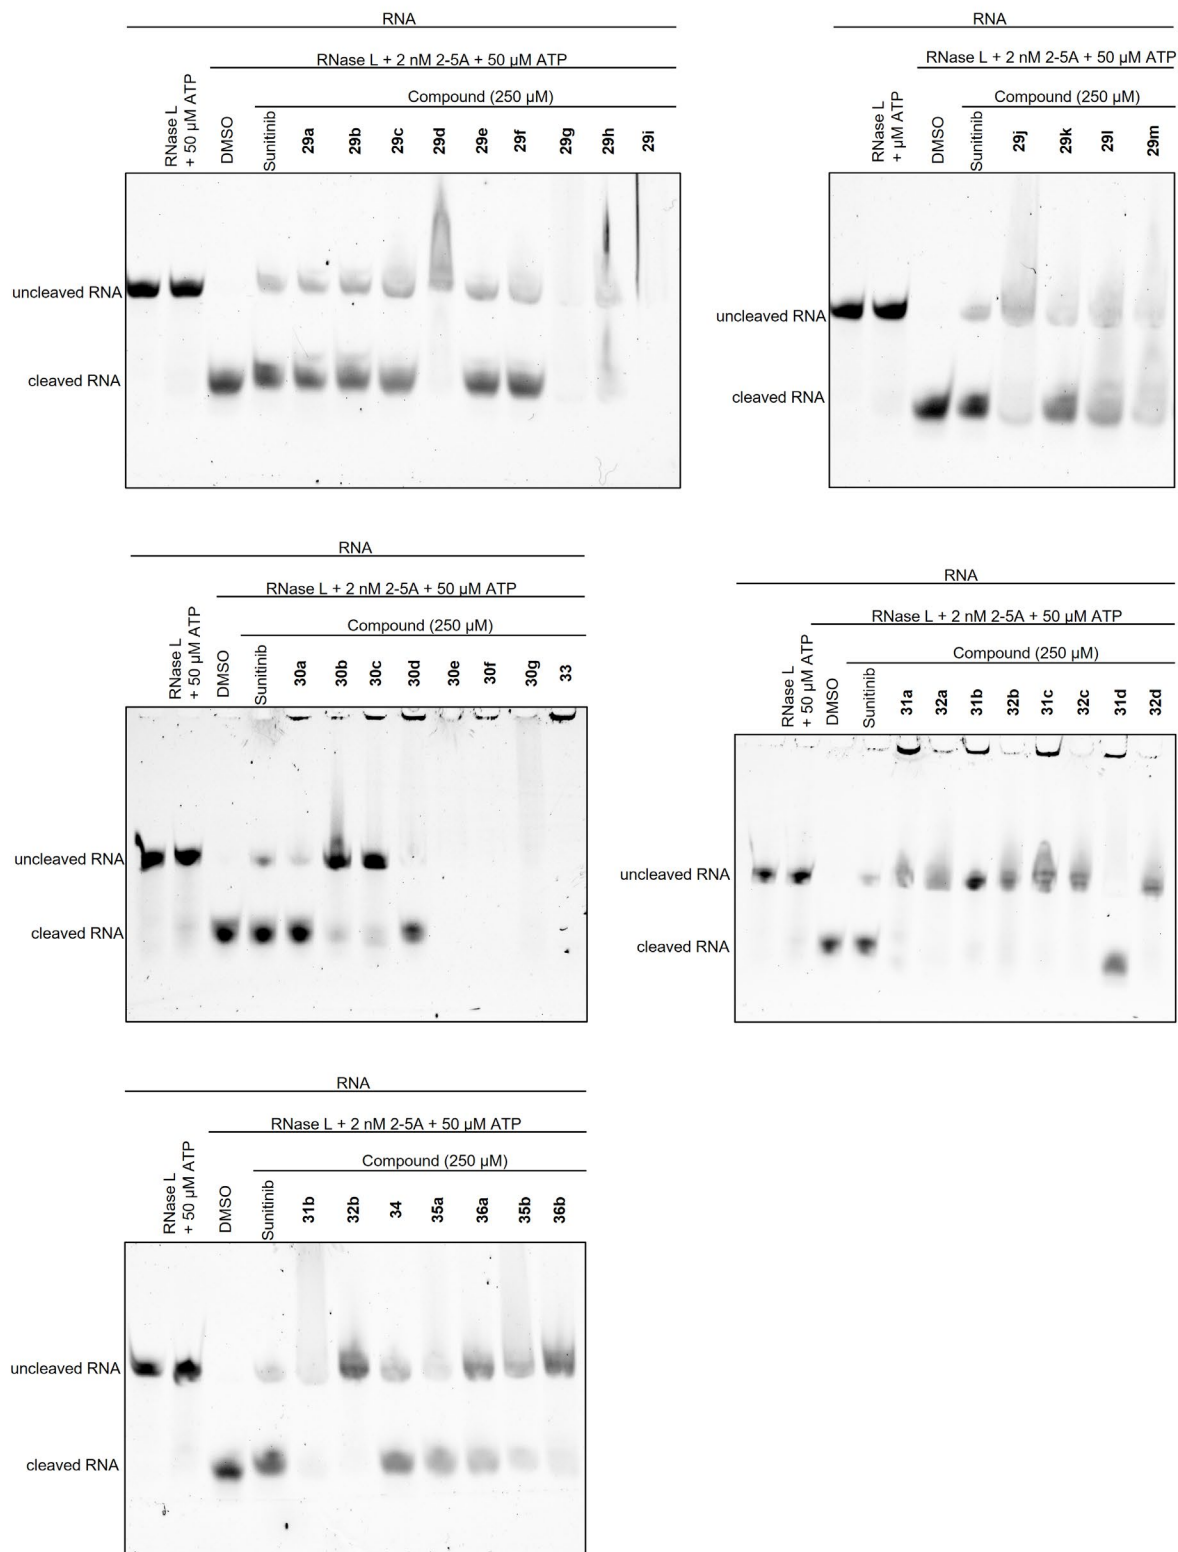 RNA
RNase L + 2 nM 2-5A + 50 µM ATP
Compound (250 µM)
RNase L
+ 50 µM ATP
DMSO
Sunitinib
29a
29b
29c
29d
29e
29f
29g
29h
29i
uncleaved RNA
cleaved RNA
RNA
RNase L + 2 nM 2-5A + 50 µM ATP
Compound (250 µM)
RNase L
+ µM ATP
DMSO
Sunitinib
29j
29k
29l
29m
uncleaved RNA
cleaved RNA
RNA
RNase L + 2 nM 2-5A + 50 µM ATP
Compound (250 µM)
RNase L
+ 50 µM ATP
DMSO
Sunitinib
30a
30b
30c
30d
30e
30f
30g
33
uncleaved RNA
cleaved RNA
RNA
RNase L + 2 nM 2-5A + 50 µM ATP
Compound (250 µM)
RNase L
+ 50 µM ATP
DMSO
Sunitinib
31a
32a
31b
32b
31c
32c
31d
32d
uncleaved RNA
cleaved RNA
RNA
RNase L + 2 nM 2-5A + 50 µM ATP
Compound (250 µM)
RNase L
+ 50 µM ATP
DMSO
Sunitinib
31b
32b
34
35a
36a
35b
36b
uncleaved RNA
cleaved RNA